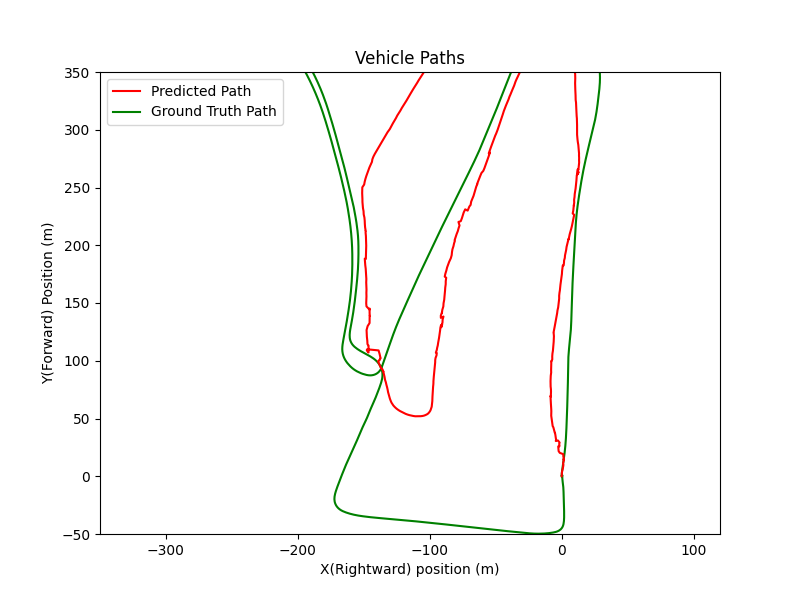 Vehicle Paths
Predicted Path
Ground Truth Path
350
300
250
200
150
100
50
0
−50
Y(Forward) Position (m)
−300
−200
−100
0
100
X(Rightward) position (m)